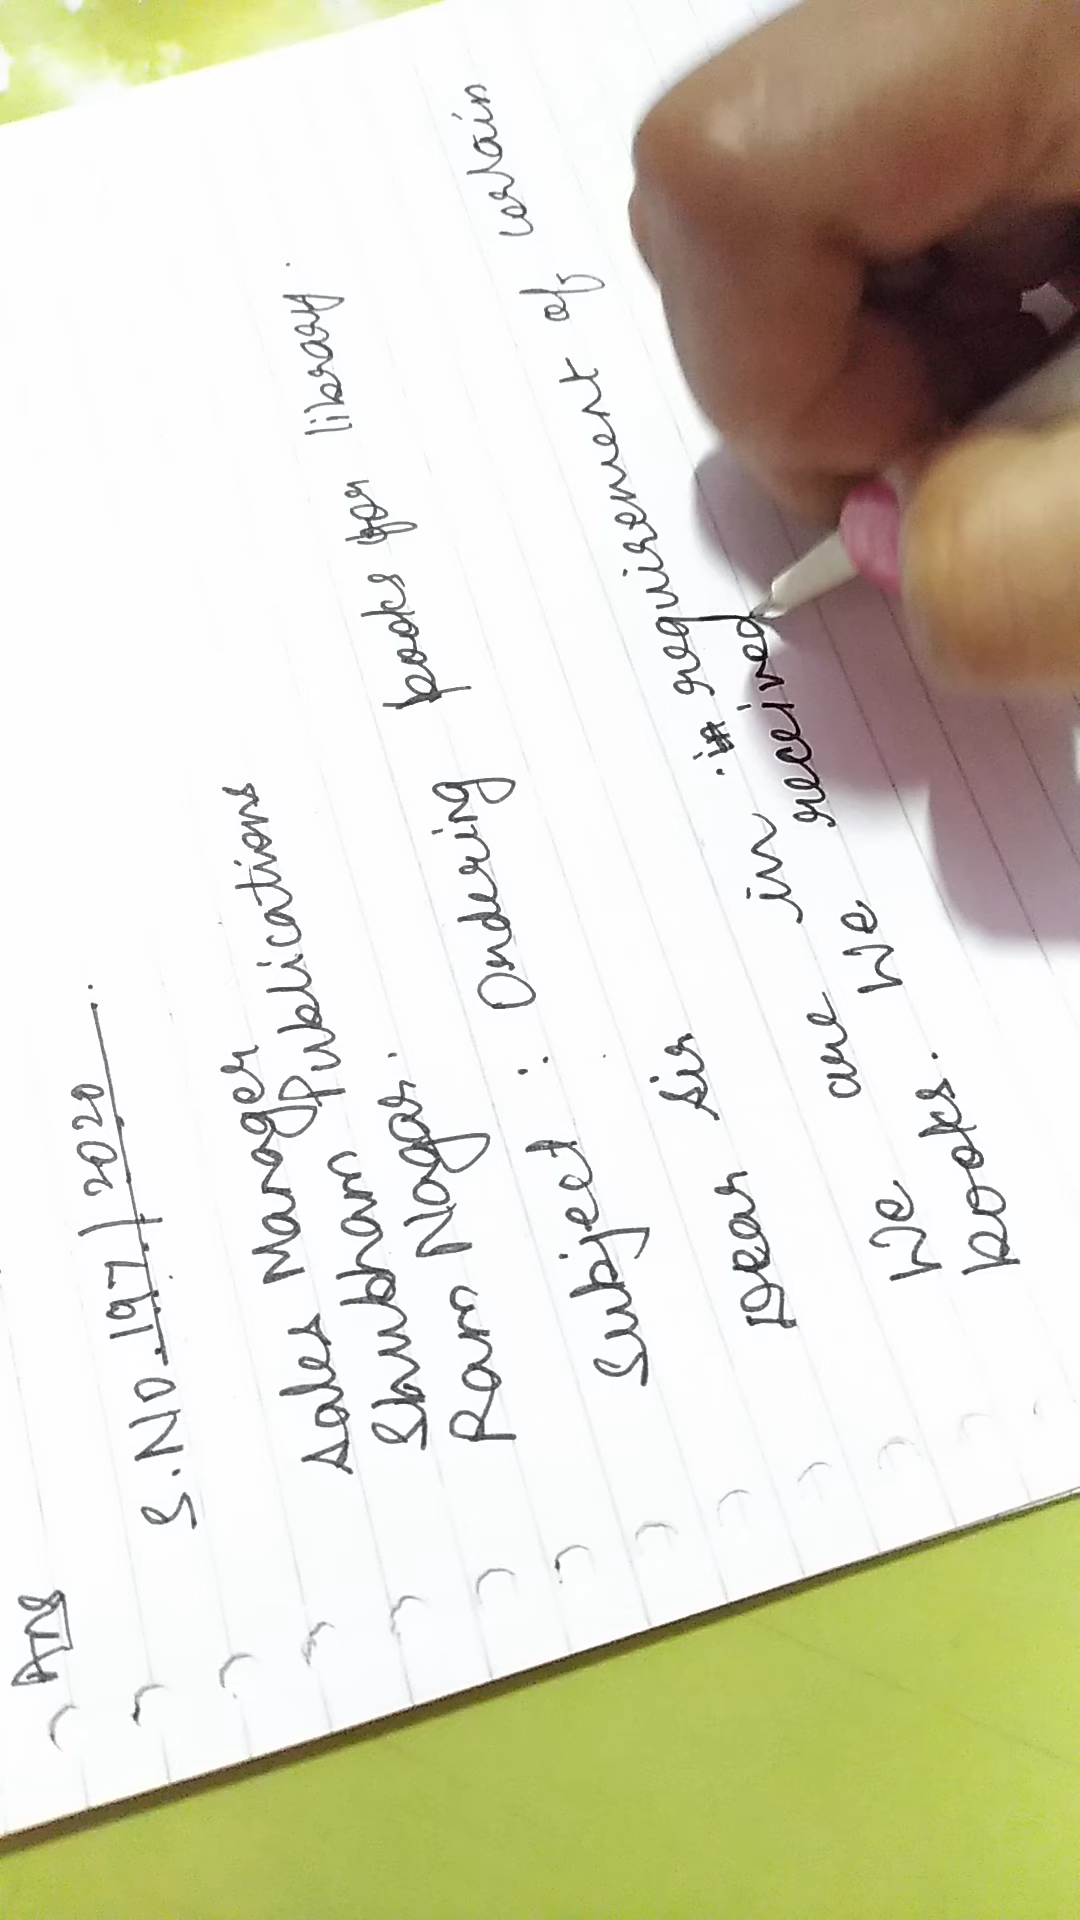 Ans
S.NO. 197 / 2020
Sales Manager
Shubham Publications
Ram Nagar.
Subject : Ordering books for library.
Dear Sir
We are in requirement of certain
books. We received